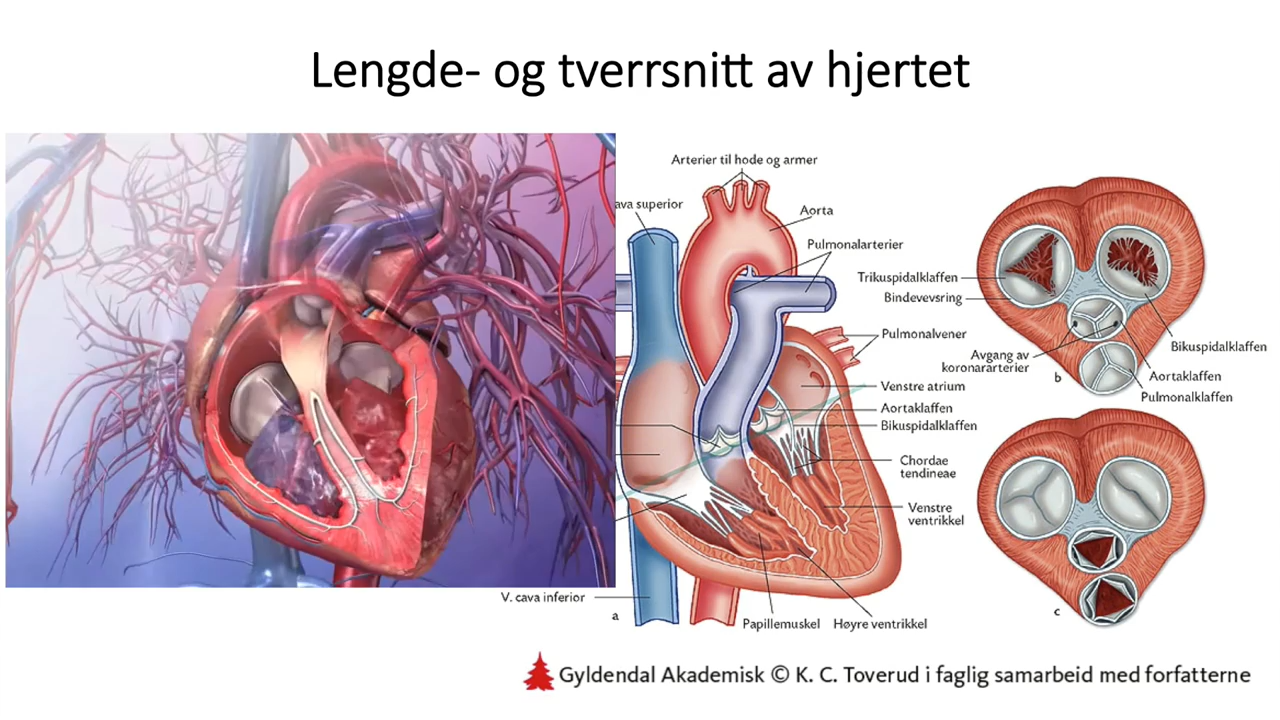 Lengde- og tverrsnitt av hjertet
Arterier til hode og armer
ava superior
Aorta
Pulmonalarterier
Trikuspidalklaffen
Bindevevsring
Pulmonalvener
Avgang av
koronararterier
b
Bikuspidalklaffen
Aortaklaffen
Pulmonalklaffen
Venstre atrium
Aortaklaffen
Bikuspidalklaffen
Chordae
tendineae
Venstre
ventrikkel
V. cava inferior
a
Papillemuskel
Høyre ventrikkel
c
Gyldendal Akademisk © K. C. Toverud i faglig samarbeid med forfatterne